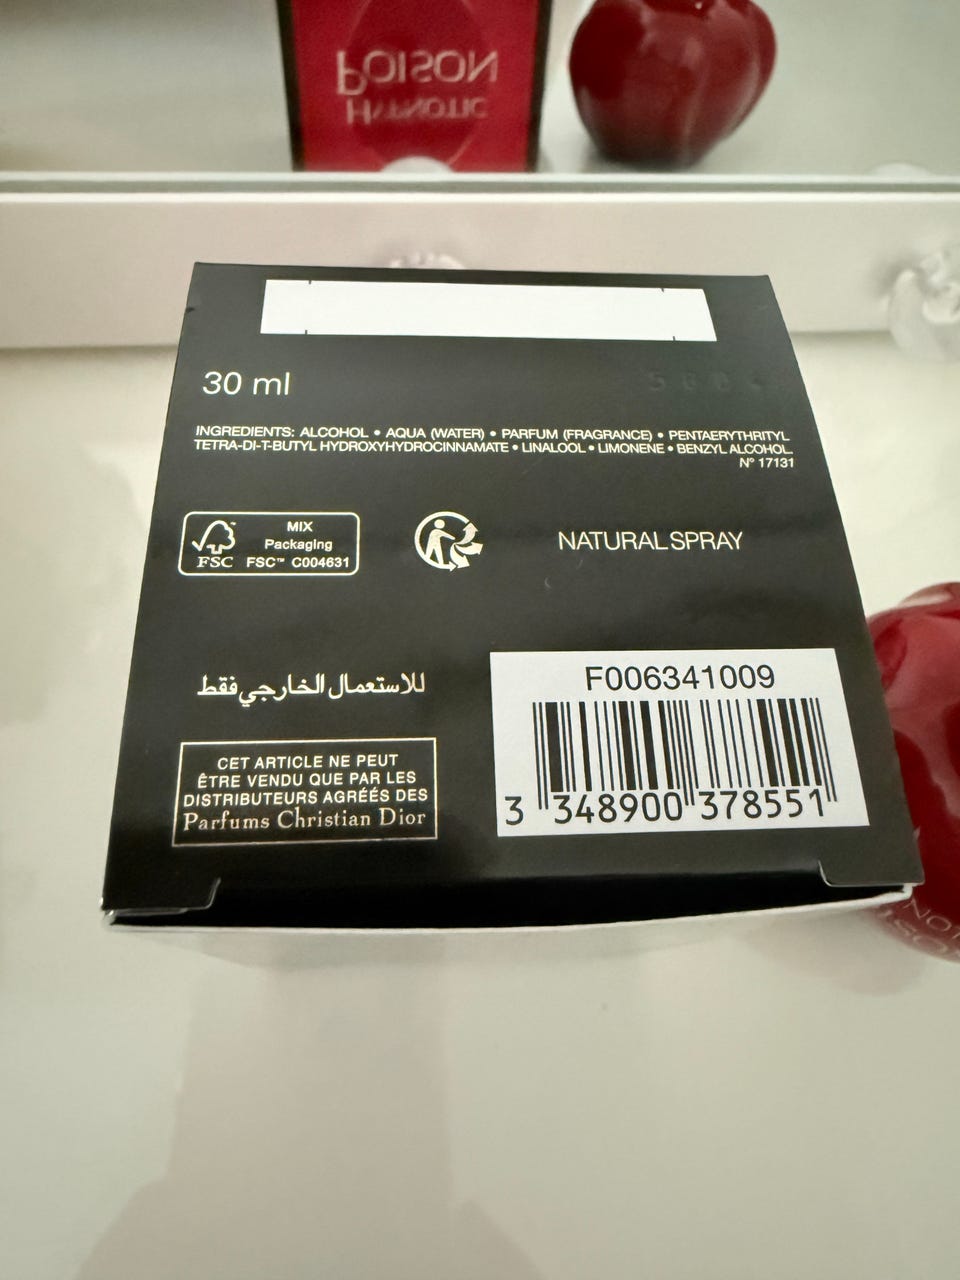 POISON
HYPNOTIC
30 ml
INGREDIENTS: ALCOHOL • AQUA (WATER) • PARFUM (FRAGRANCE) • PENTAERYTHRITYL
TETRA-DI-T-BUTYL HYDROXYHYDROCINNAMATE • LINALOOL • LIMONENE • BENZYL ALCOHOL.
N° 17131
FSC
MIX
Packaging
FSC™ C004631
NATURAL SPRAY
للاستعمال الخارجي فقط
CET ARTICLE NE PEUT
ÊTRE VENDU QUE PAR LES
DISTRIBUTEURS AGRÉÉS DES
Parfums Christian Dior
F006341009
3 348900 378551